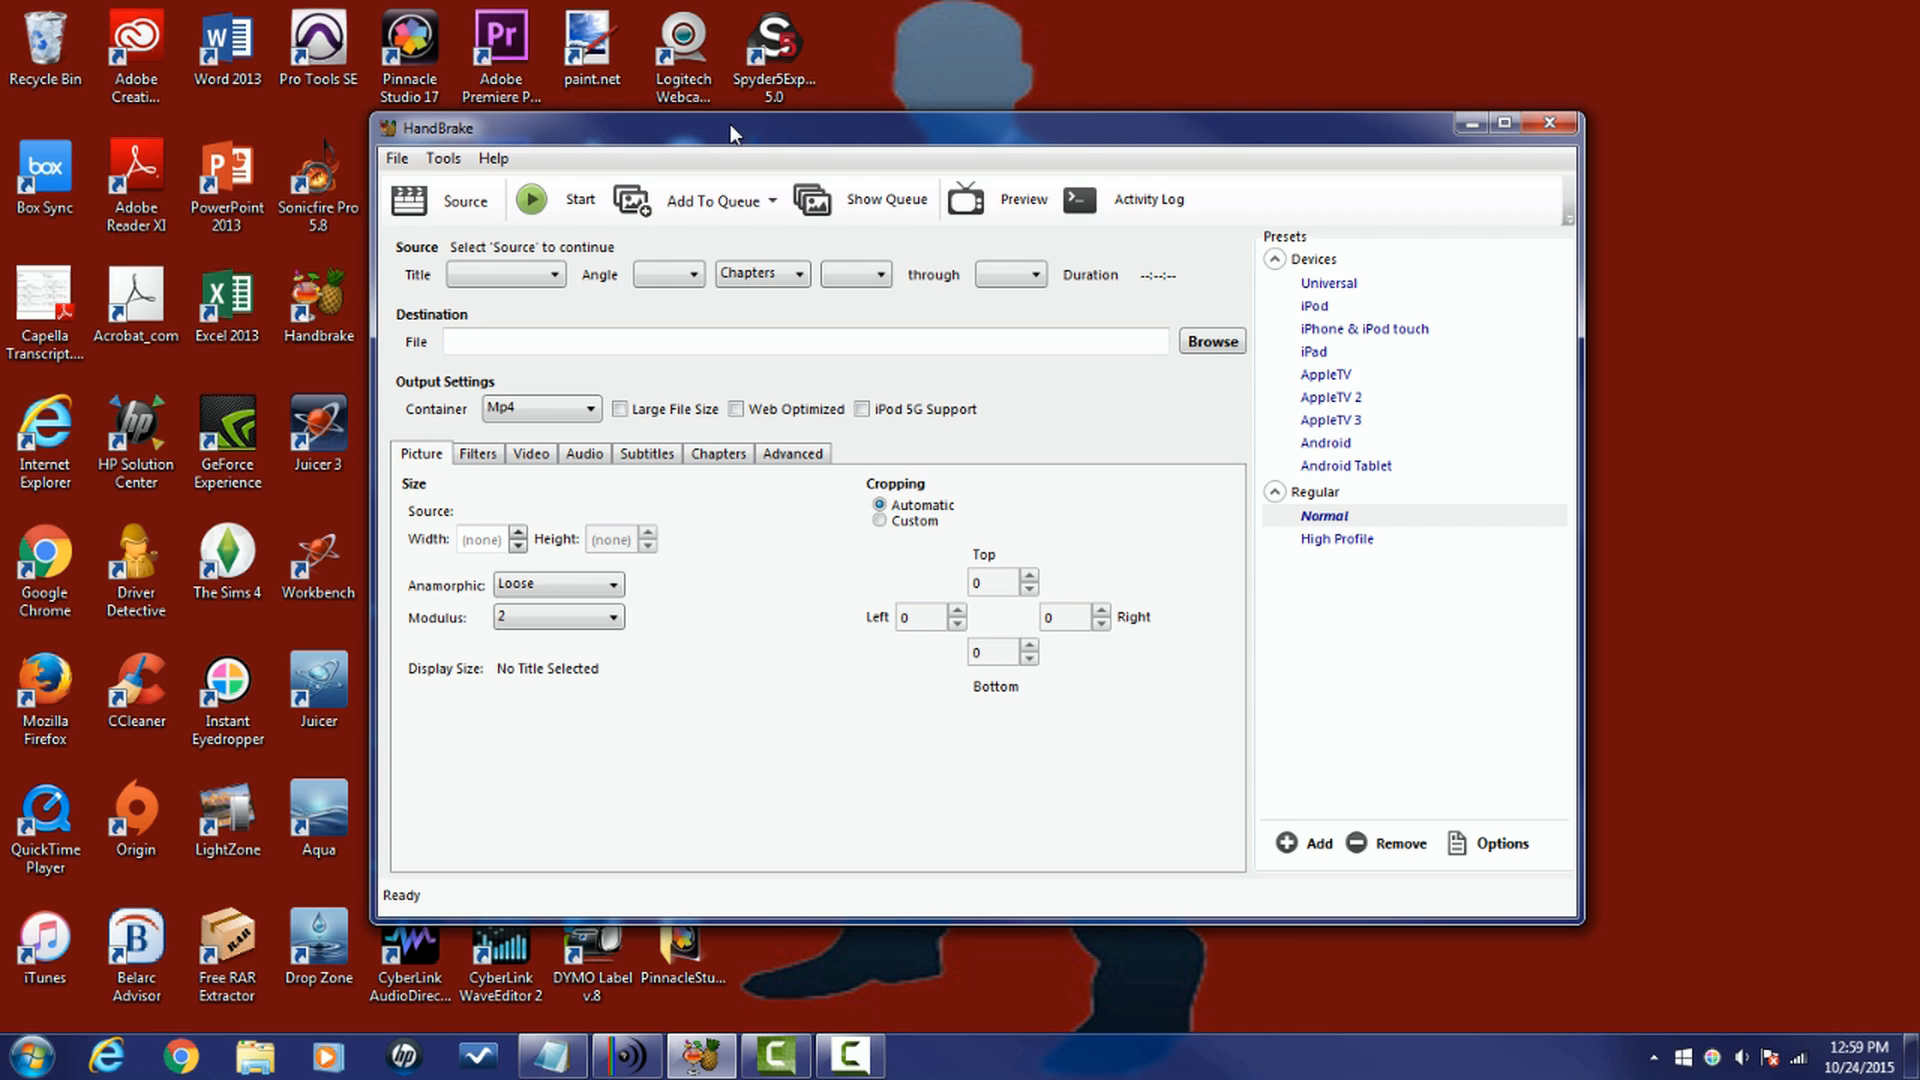 Recycle Bin
Adobe
Creati...
Word 2013
Pro Tools SE
Pinnacle
Studio 17
Adobe
Premiere P...
paint.net
Logitech
Webca...
Spyder5Exp...
5.0
Box Sync
Adobe
Reader XI
PowerPoint
2013
Sonicfire Pro
5.8
Capella
Transcript....
Acrobat_com
Excel 2013
Handbrake
Internet
Explorer
HP Solution
Center
GeForce
Experience
Juicer 3
Google
Chrome
Driver
Detective
The Sims 4
Workbench
Mozilla
Firefox
CCleaner
Instant
Eyedropper
Juicer
QuickTime
Player
Origin
LightZone
Aqua
iTunes
Belarc
Advisor
Free RAR
Extractor
Drop Zone
CyberLink
AudioDirec...
CyberLink
WaveEditor 2
DYMO Label
v.8
PinnacleStu...
HandBrake
File Tools Help
Source Start Add To Queue Show Queue Preview Activity Log
Source Select 'Source' to continue
Title Angle Chapters through Duration --:--:--
Destination
File Browse
Output Settings
Container Mp4 Large File Size Web Optimized iPod 5G Support
Picture Filters Video Audio Subtitles Chapters Advanced
Size
Source:
Width: (none) Height: (none)
Anamorphic: Loose
Modulus: 2
Display Size: No Title Selected
Cropping
Automatic
Custom
Top
0
Left 0 0 Right
0
Bottom
Presets
Devices
Universal
iPod
iPhone & iPod touch
iPad
AppleTV
AppleTV 2
AppleTV 3
Android
Android Tablet
Regular
Normal
High Profile
Add Remove Options
Ready
12:59 PM
10/24/2015